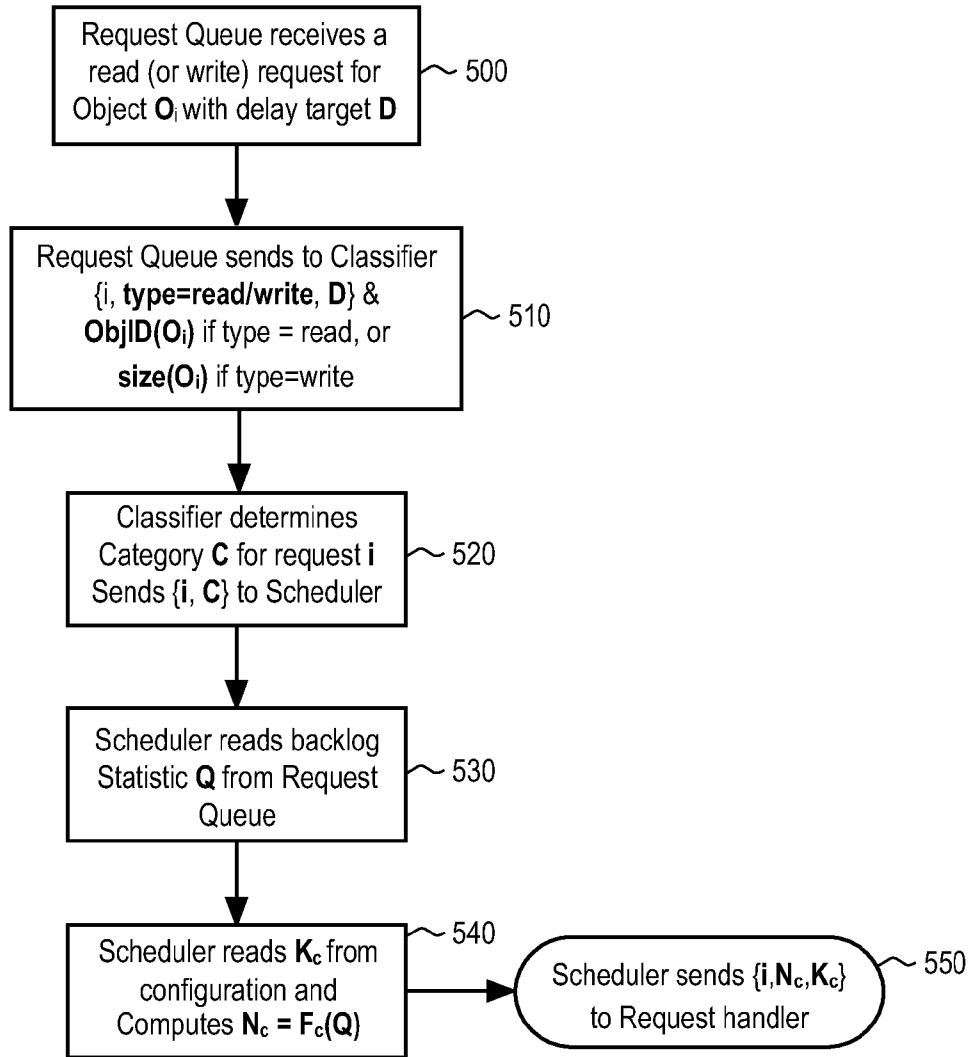 Request Queue receives a
read (or write) request for
Object Oi with delay target D
500
Request Queue sends to Classifier
{i, type=read/write, D} &
ObjID(Oi) if type = read, or
size(Oi) if type=write
510
Classifier determines
Category C for request i
Sends {i, C} to Scheduler
520
Scheduler reads backlog
Statistic Q from Request
Queue
530
Scheduler reads Kc from
configuration and
Computes Nc = Fc(Q)
540
Scheduler sends {i,Nc,Kc}
to Request handler
550